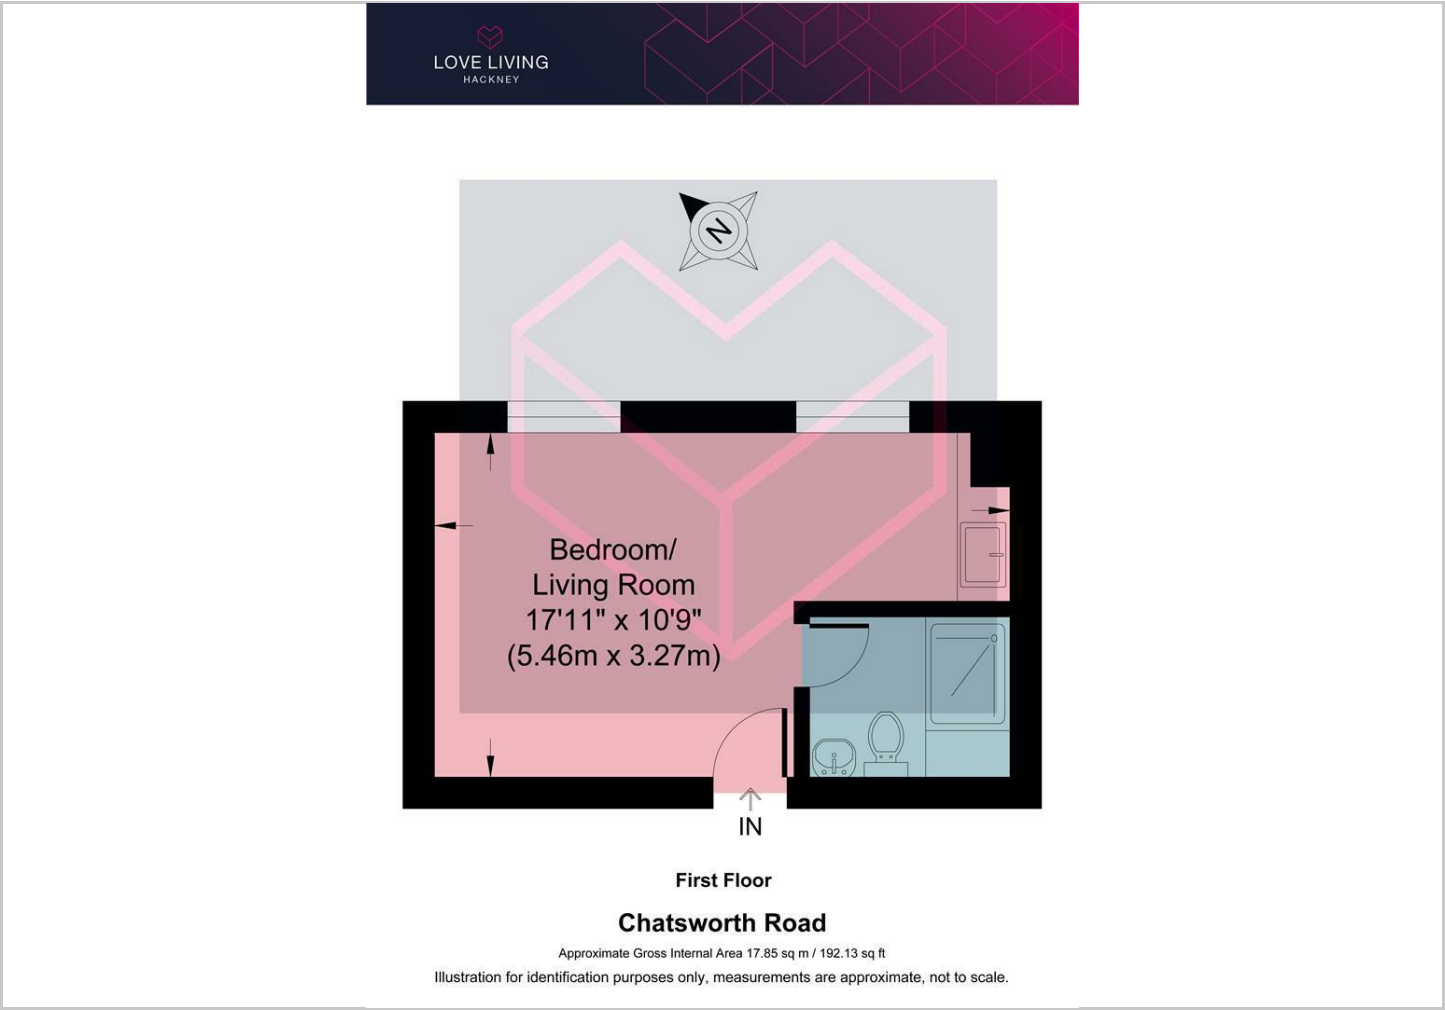 LOVE LIVING
HACKNEY
N
Bedroom/
Living Room
17'11" x 10'9"
(5.46m x 3.27m)
IN
First Floor
Chatsworth Road
Approximate Gross Internal Area 17.85 sq m / 192.13 sq ft
Illustration for identification purposes only, measurements are approximate, not to scale.